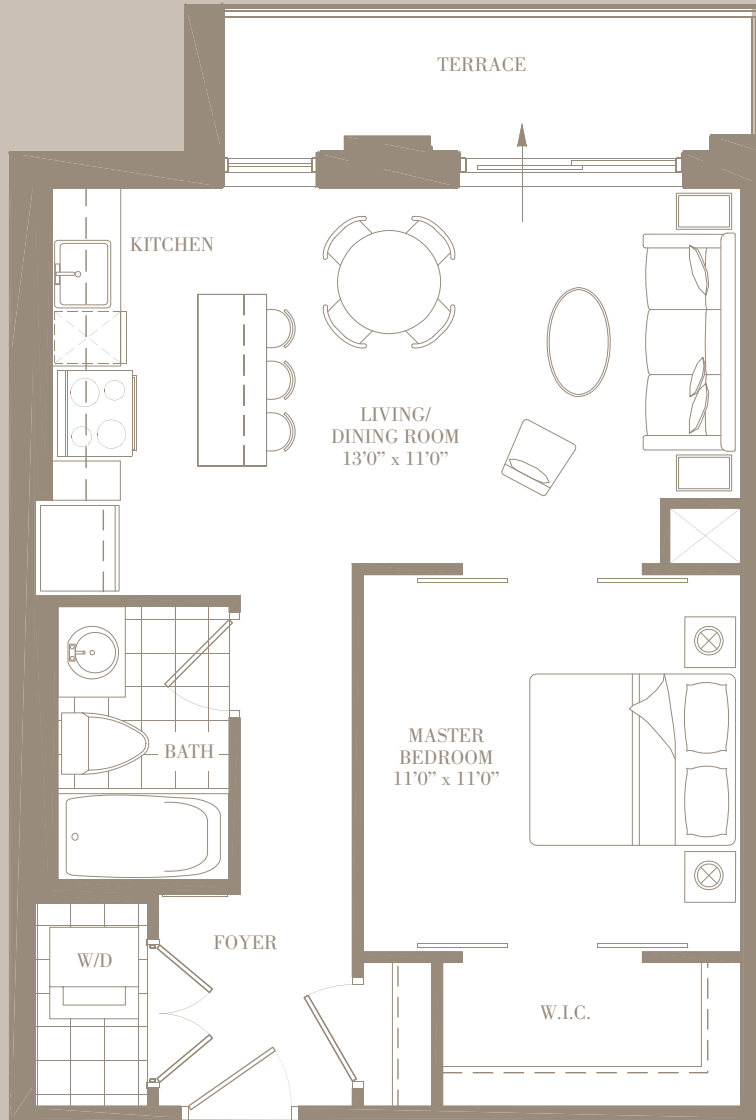 TERRACE
KITCHEN
LIVING/
DINING ROOM
13’0” x 11’0”
MASTER
BEDROOM
11’0” x 11’0”
BATH
FOYER
W/D
W.I.C.